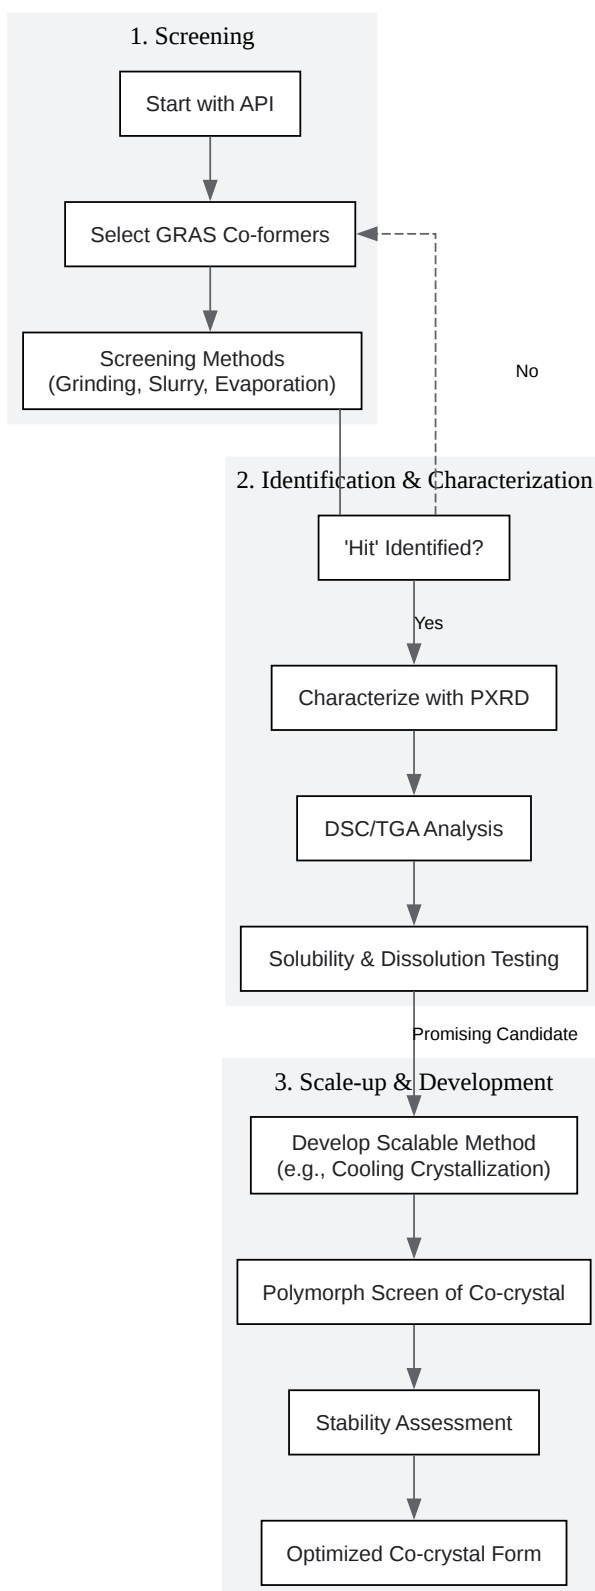 1. Screening
Start with API
Select GRAS Co-formers
Screening Methods
(Grinding, Slurry, Evaporation)
No
2. Identification & Characterization
'Hit' Identified?
Yes
Characterize with PXRD
DSC/TGA Analysis
Solubility & Dissolution Testing
Promising Candidate
3. Scale-up & Development
Develop Scalable Method
(e.g., Cooling Crystallization)
Polymorph Screen of Co-crystal
Stability Assessment
Optimized Co-crystal Form